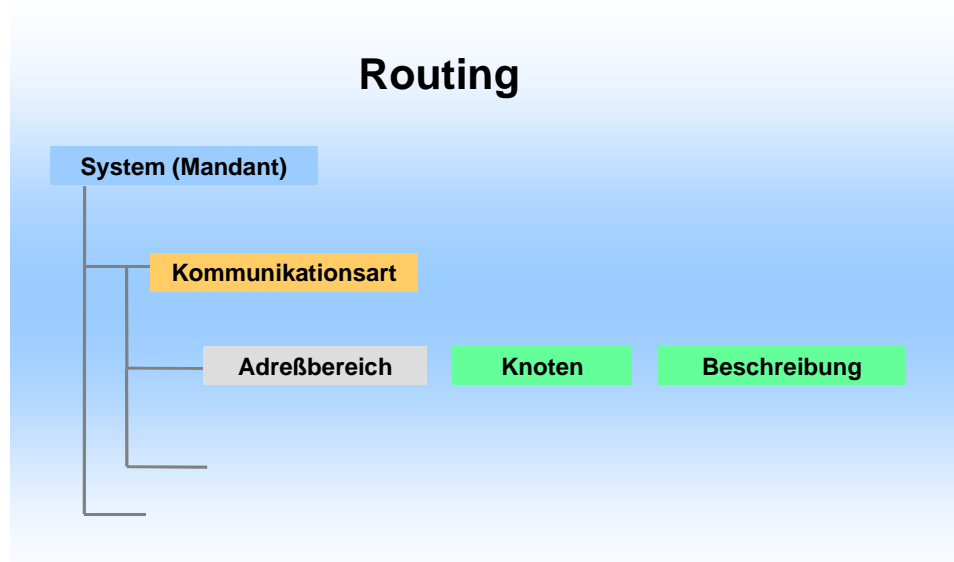 Routing
System (Mandant)
Kommunikationsart
Adreßbereich Knoten Beschreibung